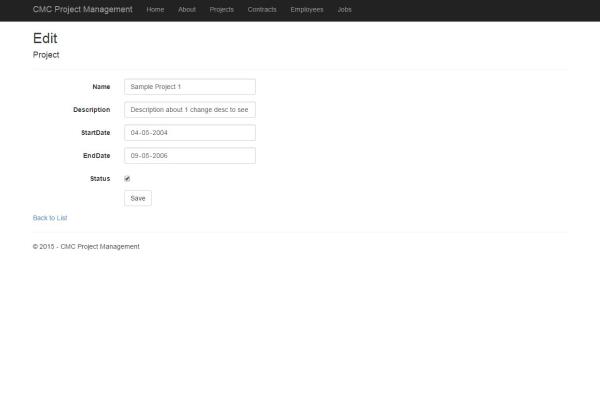 CMC Project Management Home About Projects Contracts Employees Jobs
Edit
Project
Name Sample Project 1
Description Description about 1 change desc to see
StartDate 04-05-2004
EndDate 09-05-2006
Status
Save
Back to List
© 2015 - CMC Project Management